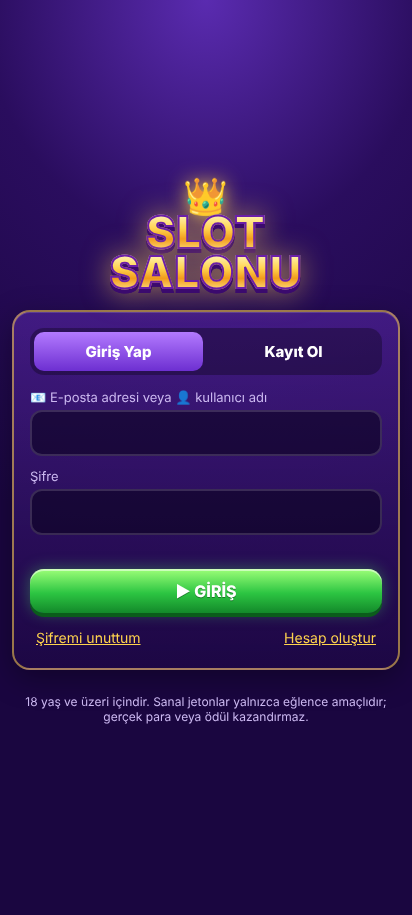 SLOT
SALONU
Giriş Yap
Kayıt Ol
📧 E-posta adresi veya 👤 kullanıcı adı
Şifre
▶ GİRİŞ
Şifremi unuttum
Hesap oluştur
18 yaş ve üzeri içindir. Sanal jetonlar yalnızca eğlence amaçlıdır;
gerçek para veya ödül kazandırmaz.